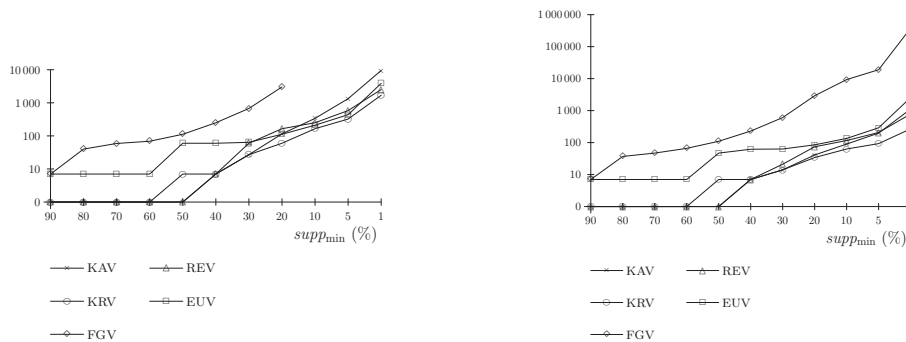 10 000
1 000
100
10
0
90 80 70 60 50 40 30 20 10 5 1
supp_min (%)
KAV REV
KRV EUV
FGV
1 000 000
100 000
10 000
1 000
100
10
0
90 80 70 60 50 40 30 20 10 5
supp_min (%)
KAV REV
KRV EUV
FGV